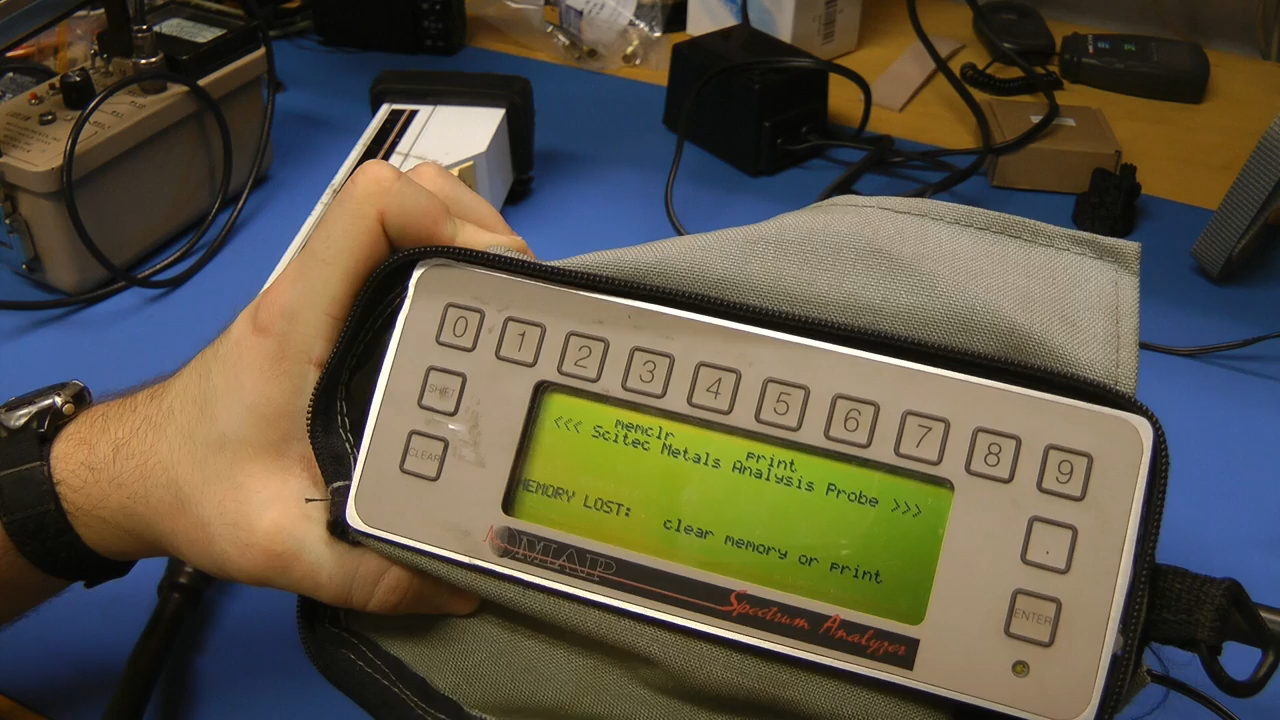 0 1 2 3 4 5 6 7 8 9
SHIFT
CLEAR
memclr print
<<< Scitec Metals Analysis Probe >>>
MEMORY LOST: clear memory or print
.
ENTER
MAP
Spectrum Analyzer